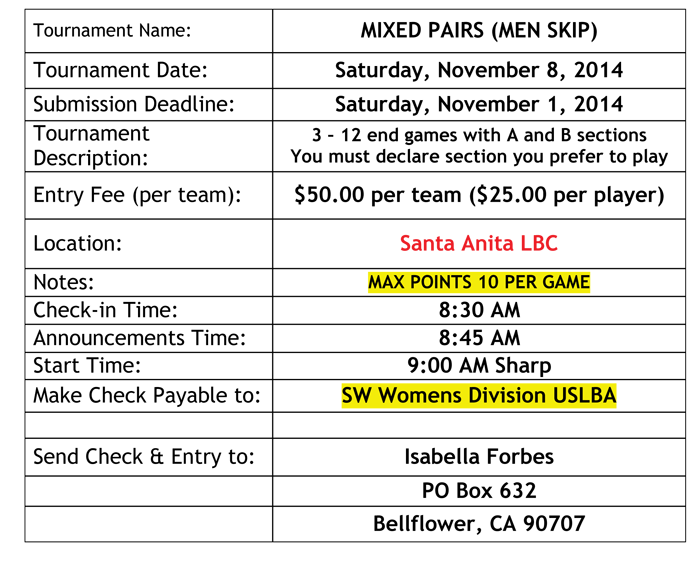 Tournament Name: MIXED PAIRS (MEN SKIP)
Tournament Date: Saturday, November 8, 2014
Submission Deadline: Saturday, November 1, 2014
Tournament
Description:
3 – 12 end games with A and B sections
You must declare section you prefer to play
Entry Fee (per team): $50.00 per team ($25.00 per player)
Location: Santa Anita LBC
Notes: MAX POINTS 10 PER GAME
Check-in Time: 8:30 AM
Announcements Time: 8:45 AM
Start Time: 9:00 AM Sharp
Make Check Payable to: SW Womens Division USLBA
Send Check & Entry to: Isabella Forbes
PO Box 632
Bellflower, CA 90707